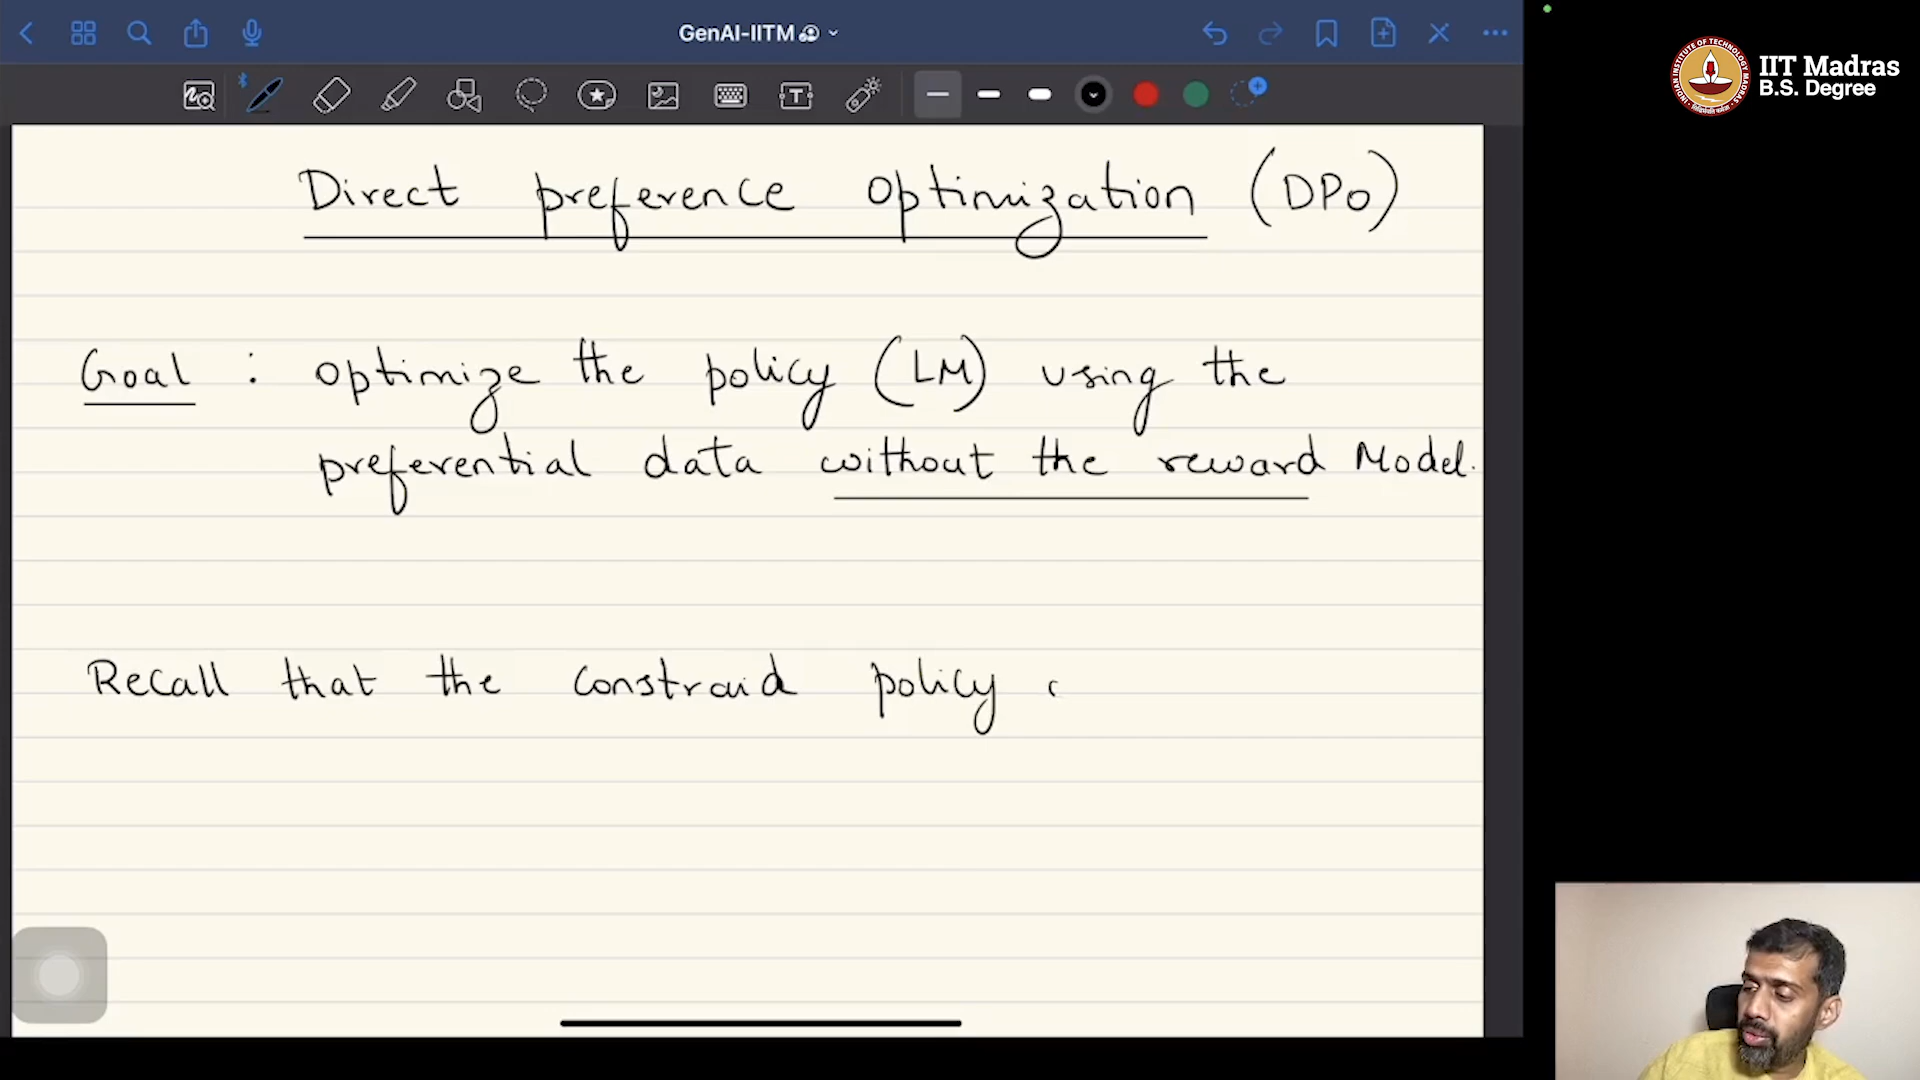 GenAI-IITM
IIT Madras
B.S. Degree
Direct preference optimization (DPO)
Goal : optimize the policy (LM) using the
preferential data without the reward Model.
Recall that the constraid policy